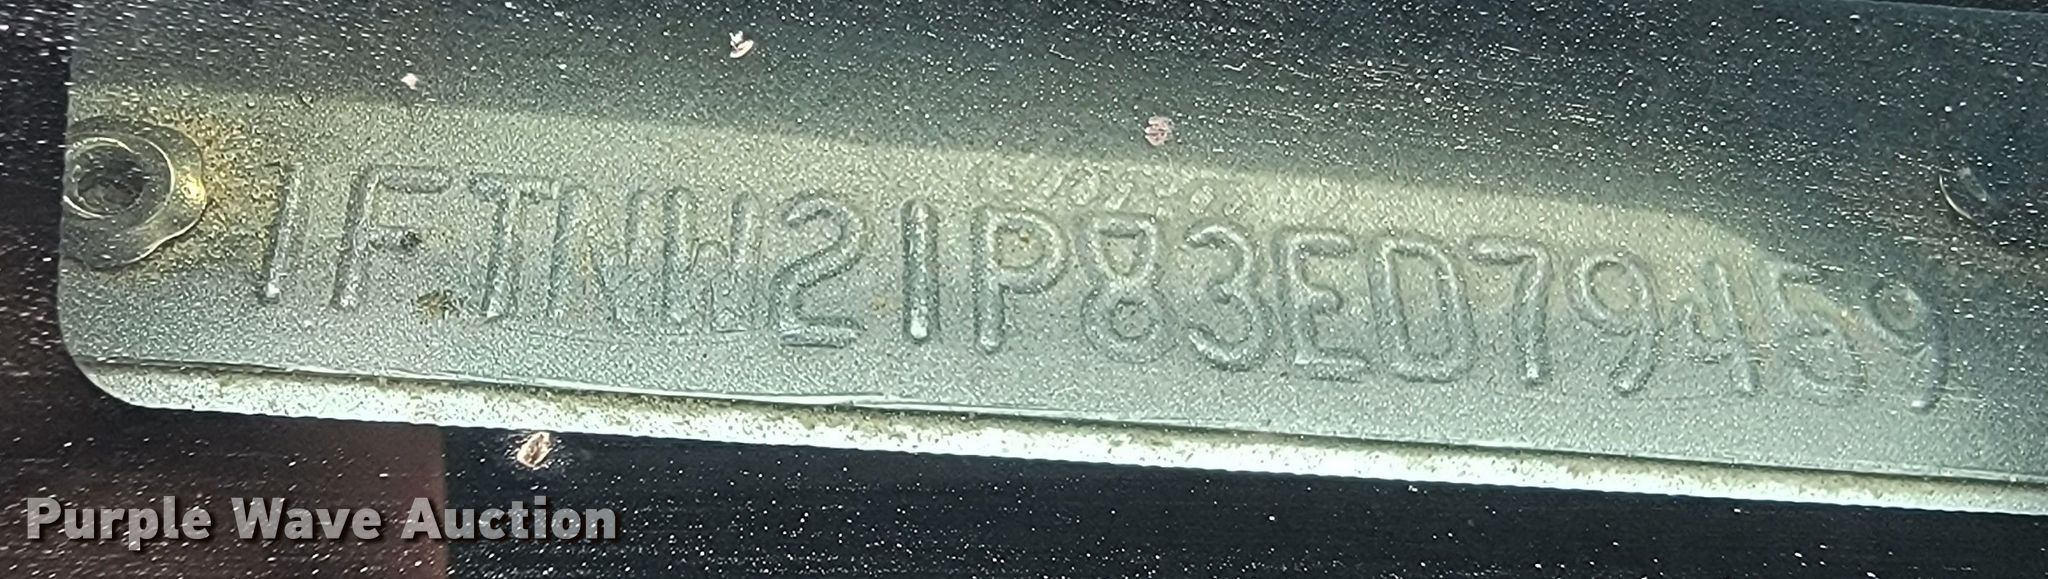 1FTNW21P83ED79459
Purple Wave Auction